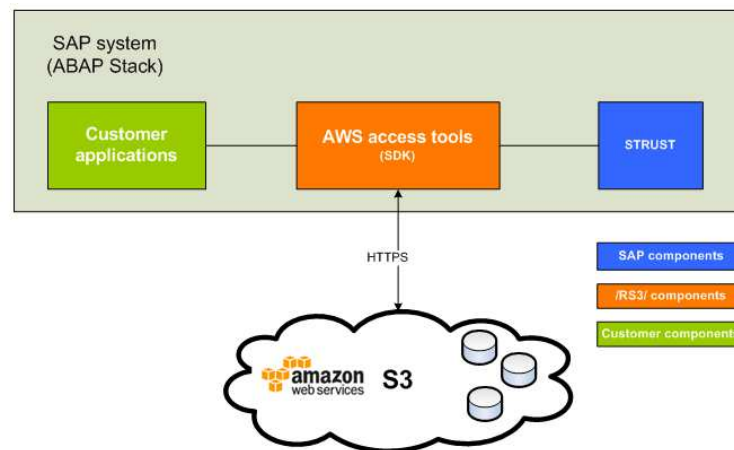 SAP system
(ABAP Stack)
Customer
applications
AWS access tools
(SDK)
STRUST
HTTPS
SAP components
/RS3/ components
Customer components
amazon
web services
S3